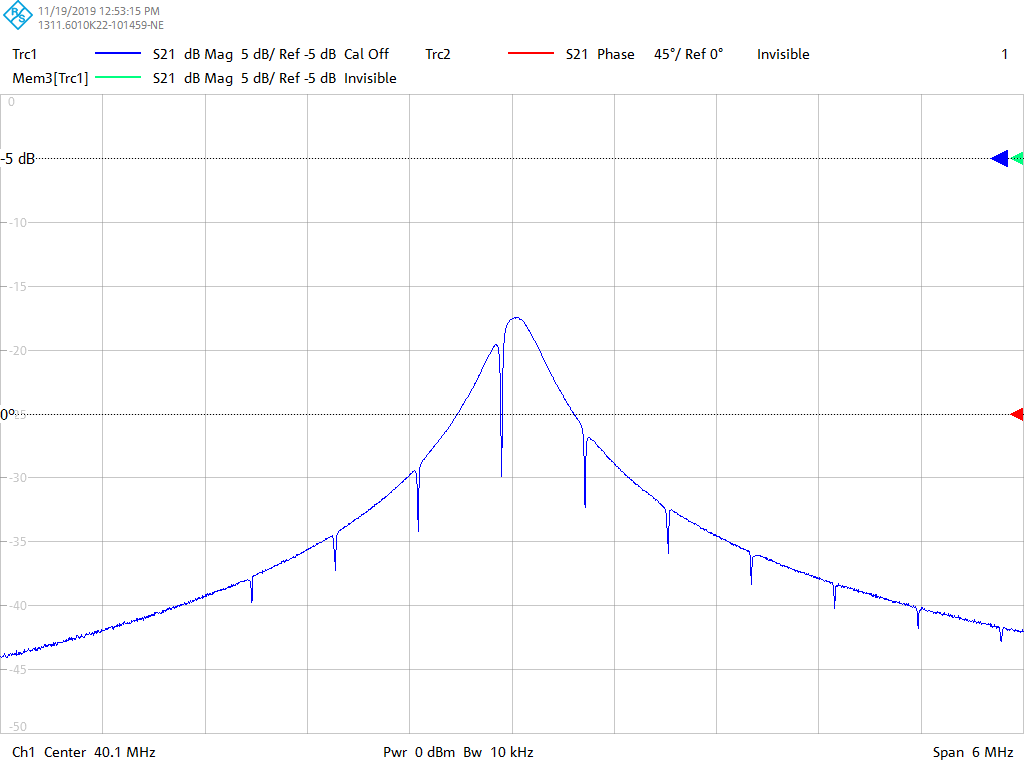 R S
11/19/2019 12:53:15 PM
1311.6010K22-101459-NE
Trc1 S21 dB Mag 5 dB/ Ref -5 dB Cal Off Trc2 S21 Phase 45°/ Ref 0° Invisible 1
Mem3[Trc1] S21 dB Mag 5 dB/ Ref -5 dB Invisible
0
-5 dB
-10
-15
-20
0° -25
-30
-35
-40
-45
-50
Ch1 Center 40.1 MHz Pwr 0 dBm Bw 10 kHz Span 6 MHz